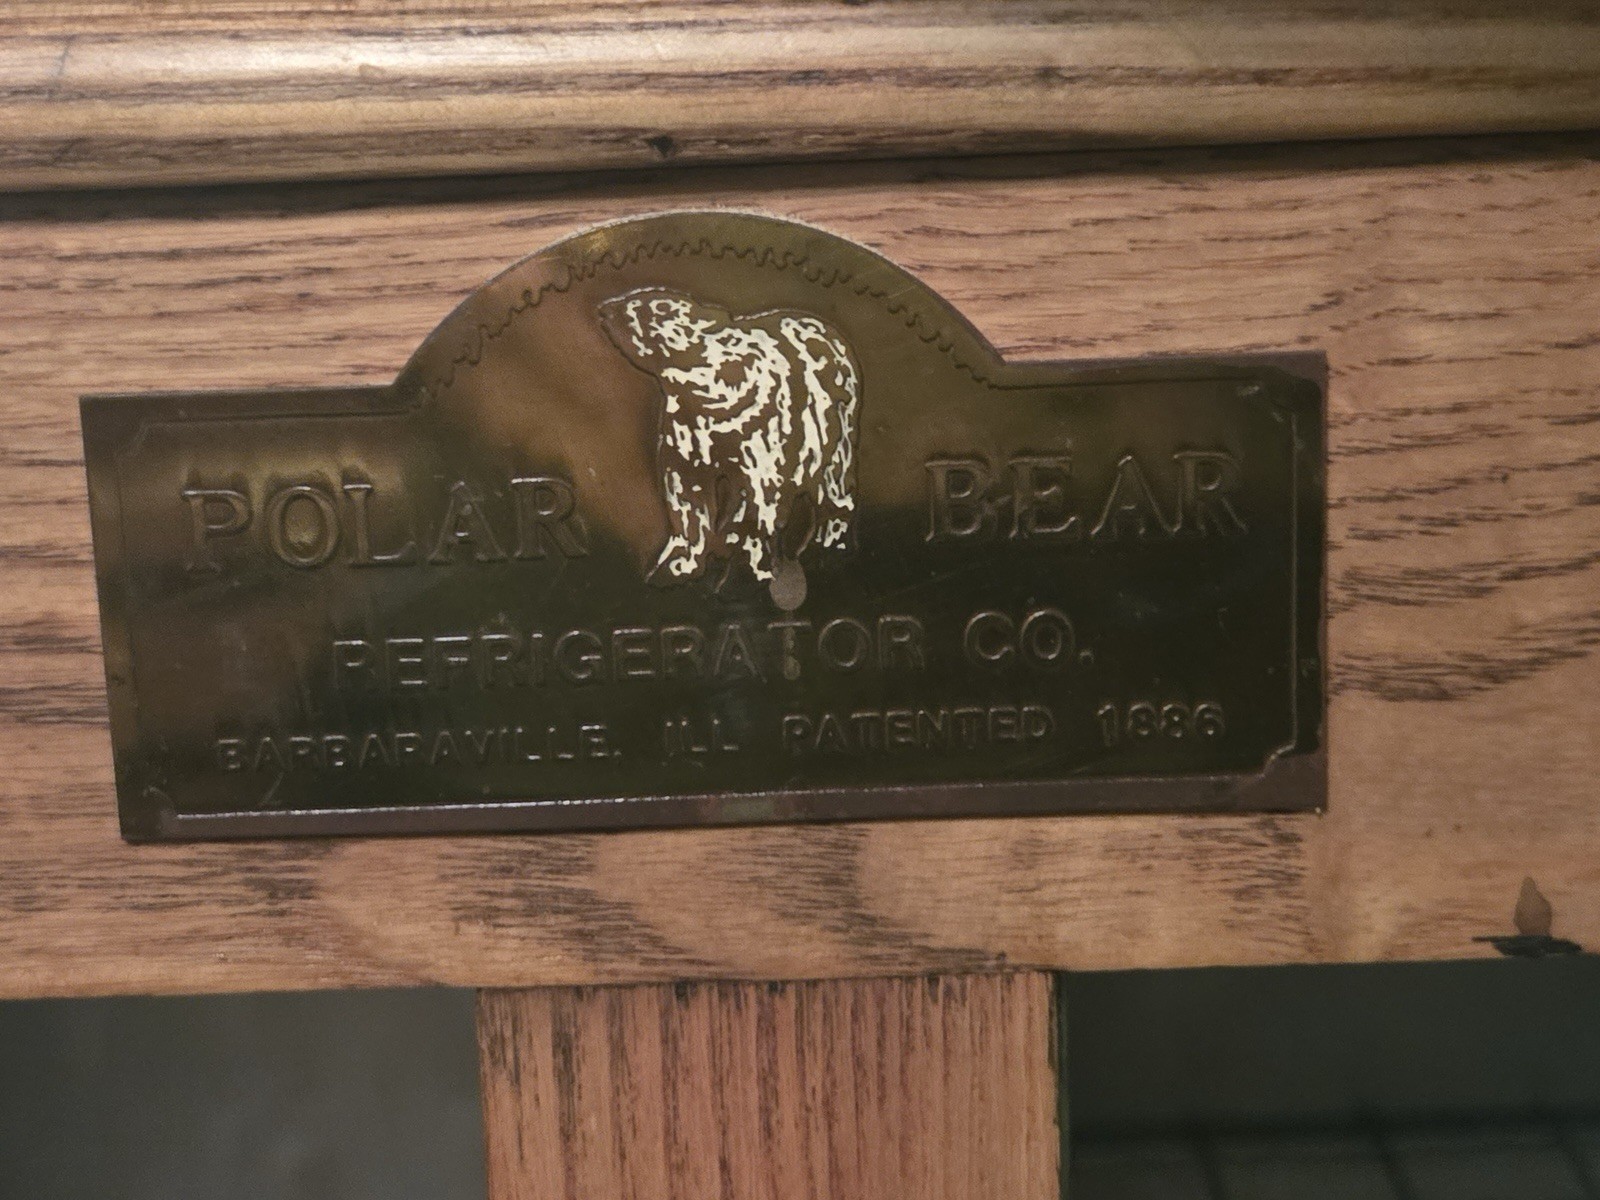 POLAR BEAR
REFRIGERATOR CO.
BARBARAVILLE, ILL PATENTED 1886